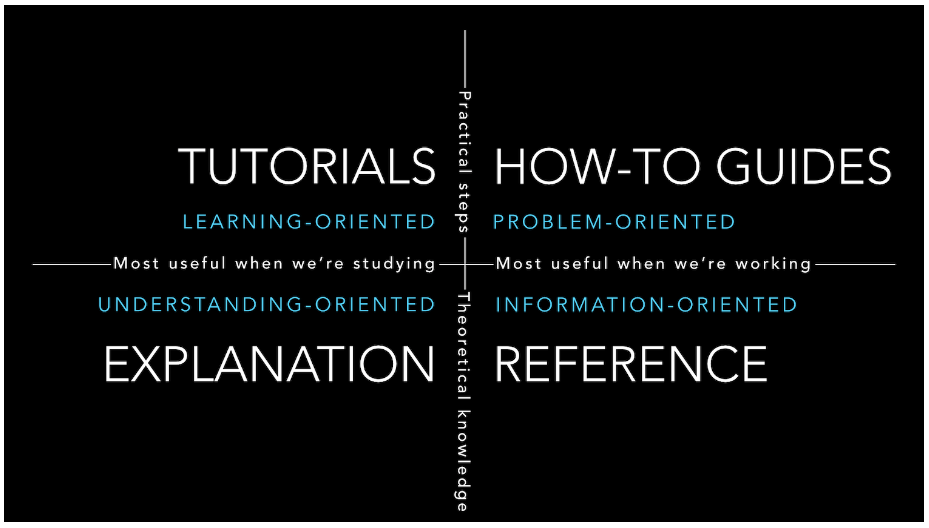 Practical steps
TUTORIALS
HOW-TO GUIDES
LEARNING-ORIENTED
PROBLEM-ORIENTED
Most useful when we’re studying
Most useful when we’re working
UNDERSTANDING-ORIENTED
INFORMATION-ORIENTED
EXPLANATION
REFERENCE
Theoretical knowledge